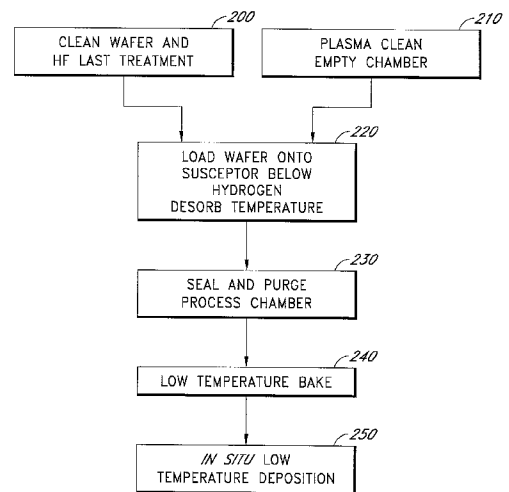 200
CLEAN WAFER AND
HF LAST TREATMENT
210
PLASMA CLEAN
EMPTY CHAMBER
220
LOAD WAFER ONTO
SUSCEPTOR BELOW
HYDROGEN
DESORB TEMPERATURE
230
SEAL AND PURGE
PROCESS CHAMBER
240
LOW TEMPERATURE BAKE
250
IN SITU LOW
TEMPERATURE DEPOSITION